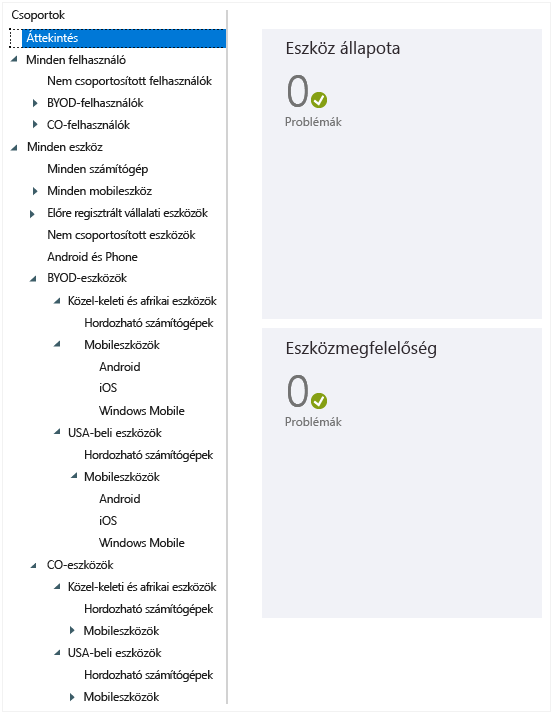 Csoportok
Áttekintés
Minden felhasználó
Nem csoportosított felhasználók
BYOD-felhasználók
CO-felhasználók
Minden eszköz
Minden számítógép
Minden mobileszköz
Előre regisztrált vállalati eszközök
Nem csoportosított eszközök
Android és Phone
BYOD-eszközök
Közel-keleti és afrikai eszközök
Hordozható számítógépek
Mobileszközök
Android
iOS
Windows Mobile
USA-beli eszközök
Hordozható számítógépek
Mobileszközök
Android
iOS
Windows Mobile
CO-eszközök
Közel-keleti és afrikai eszközök
Hordozható számítógépek
Mobileszközök
USA-beli eszközök
Hordozható számítógépek
Mobileszközök
Eszköz állapota
0
Problémák
Eszközmegfelelőség
0
Problémák